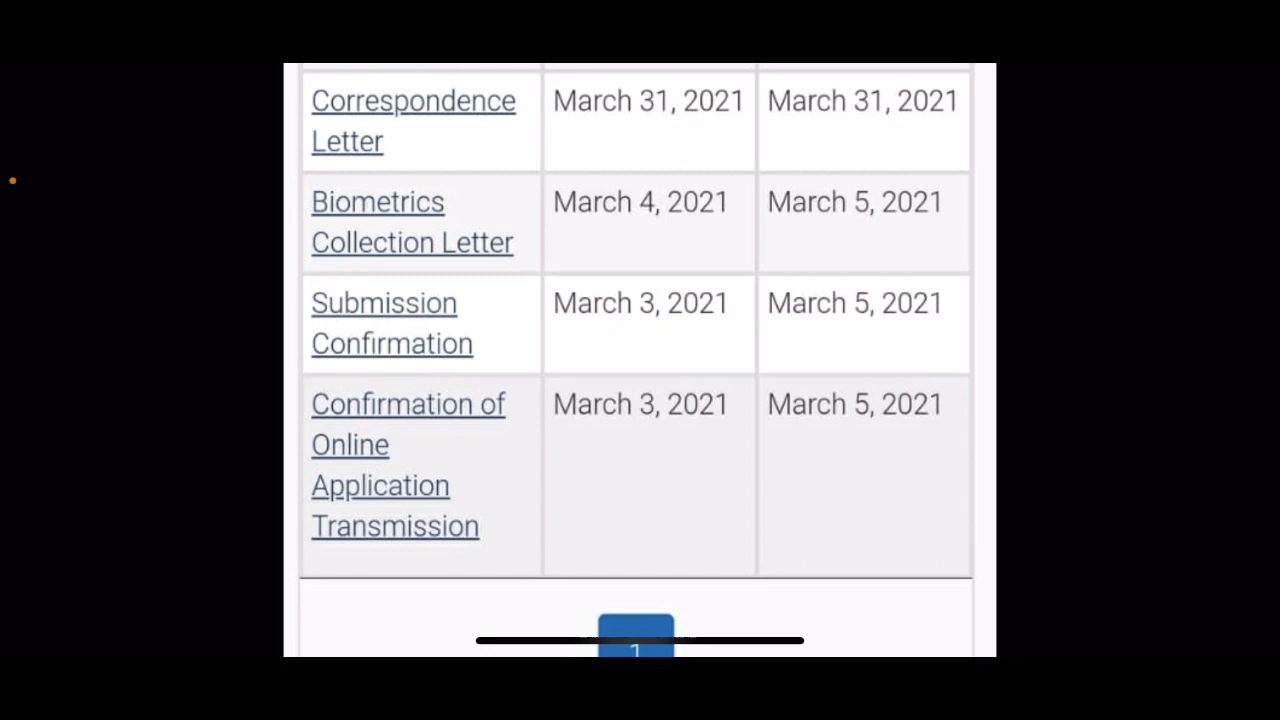 Correspondence Letter March 31, 2021 March 31, 2021
Biometrics Collection Letter March 4, 2021 March 5, 2021
Submission Confirmation March 3, 2021 March 5, 2021
Confirmation of Online Application Transmission March 3, 2021 March 5, 2021
1